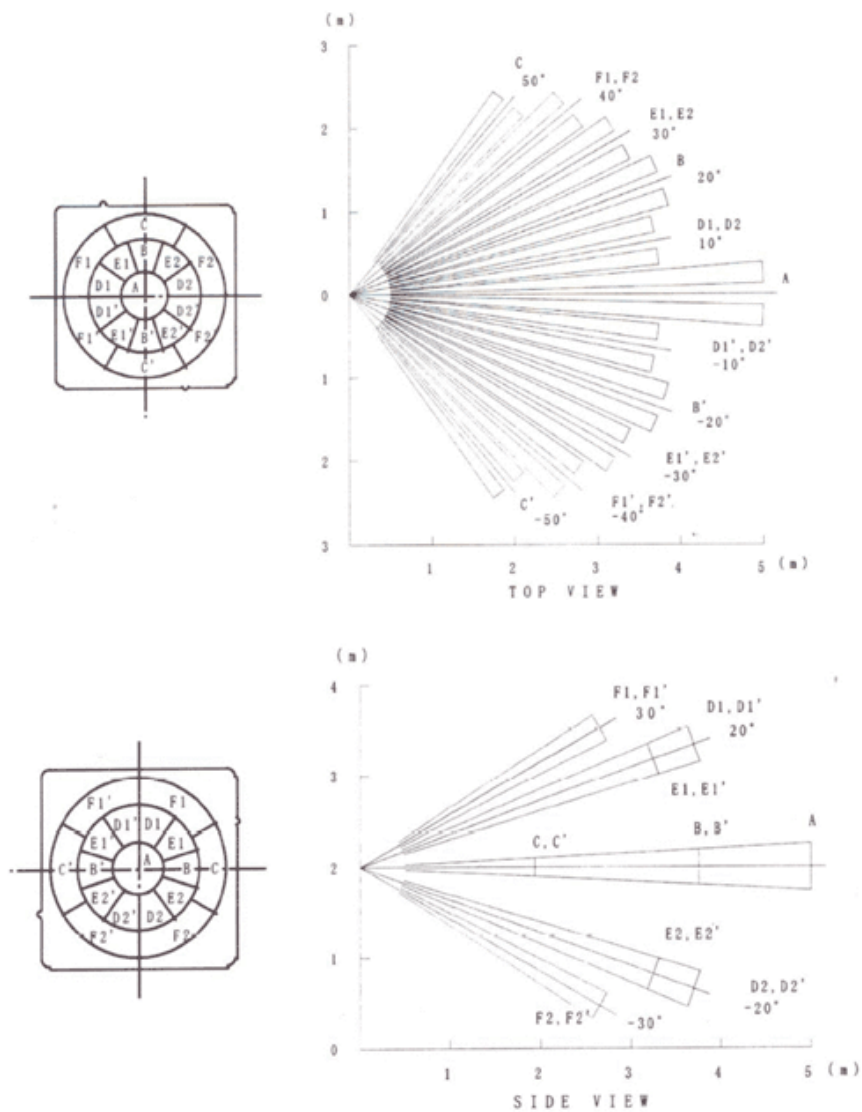 (m)
3
2
1
0
1
2
3
C
50°
F1,F2
40°
E1,E2
30°
B
20°
D1,D2
10°
A
D1',D2'
-10°
B'
-20°
E1',E2'
-30°
F1',F2'
-40°
C'
-50°
1 2 3 4 5 (m)
TOP VIEW
C
B
F1 E1 E2 F2
D1 A D2
D1' D2'
F1' E1' B' E2' F2'
C'
(m)
4
3
2
1
0
F1,F1'
30°
D1,D1'
20°
E1,E1'
C,C'
B,B'
A
E2,E2'
D2,D2'
-20°
F2,F2'
-30°
1 2 3 4 5 (m)
SIDE VIEW
F1' F1
D1' D1
E1' E1
C' B' A B C
E2' E2
D2' D2
F2' F2